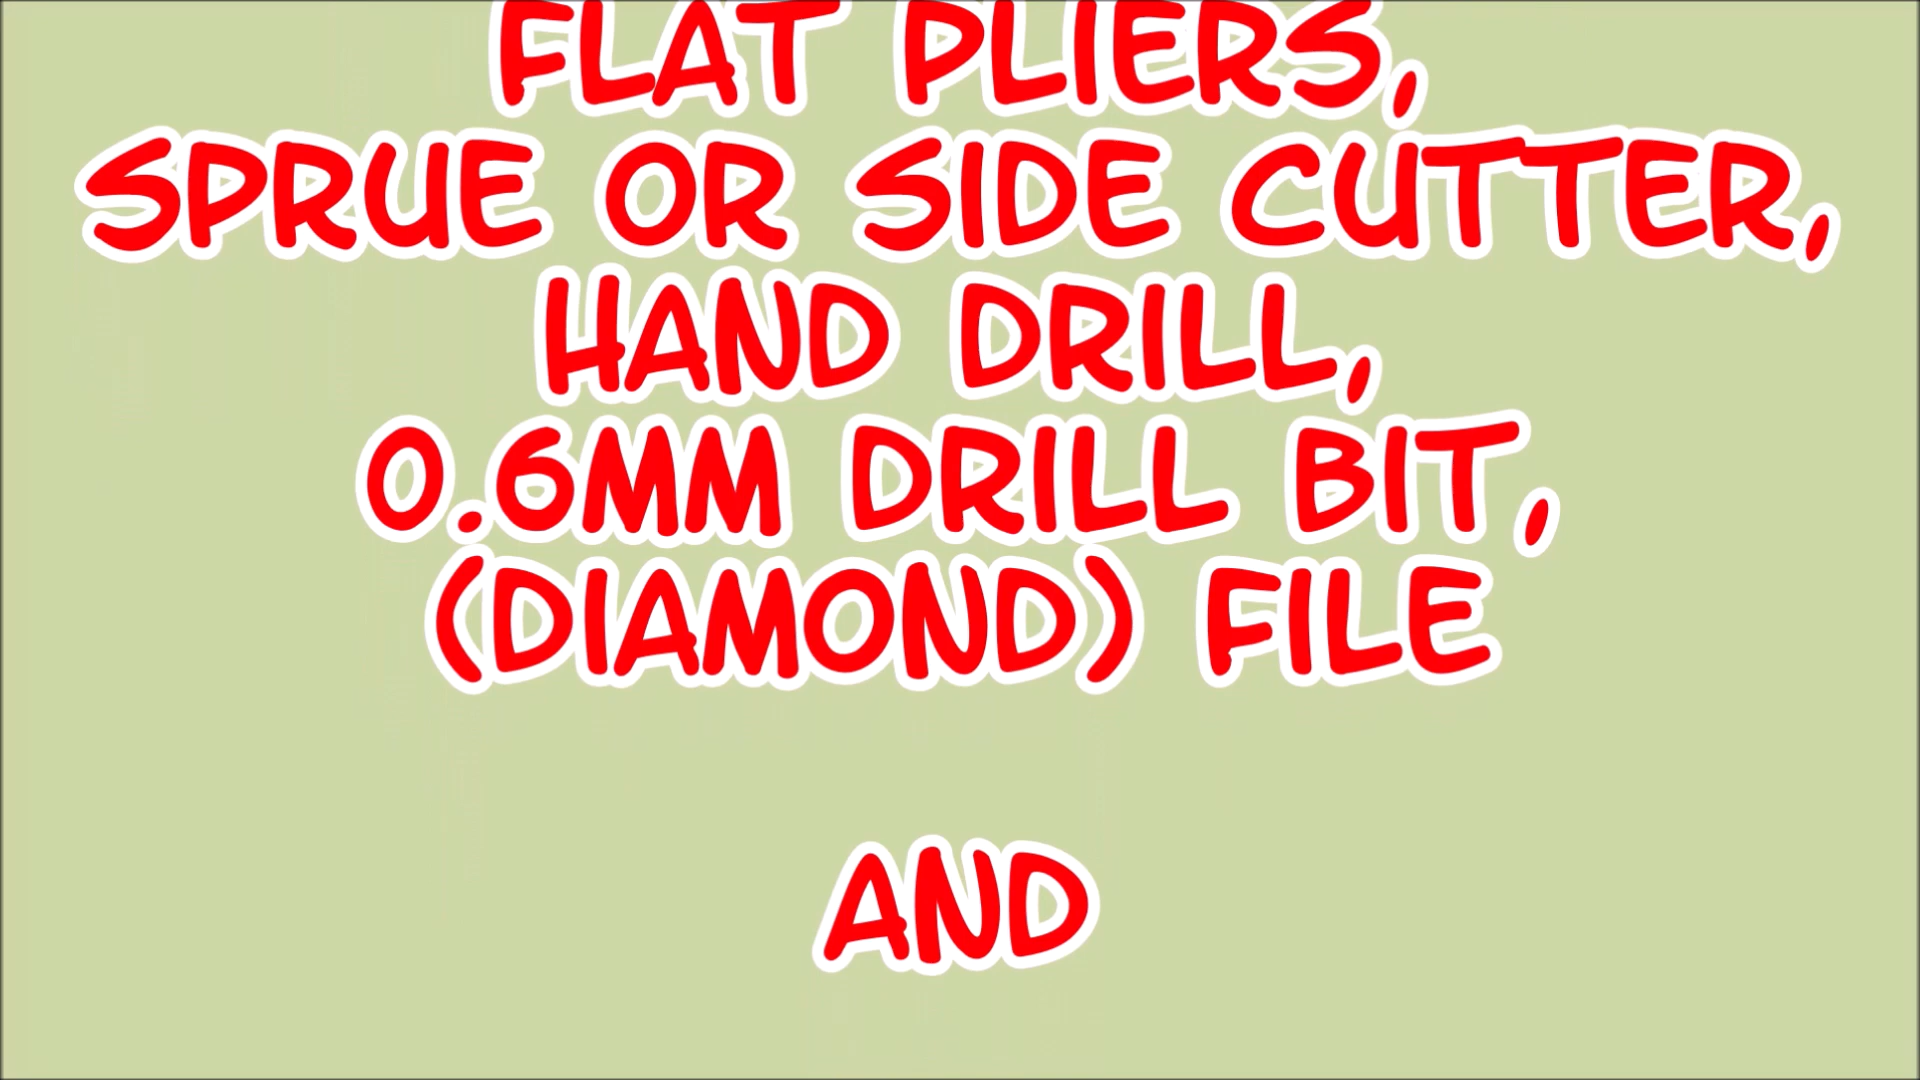 FLAT PLIERS,
SPRUE OR SIDE CUTTER,
HAND DRILL,
0.6MM DRILL BIT,
(DIAMOND) FILE
AND